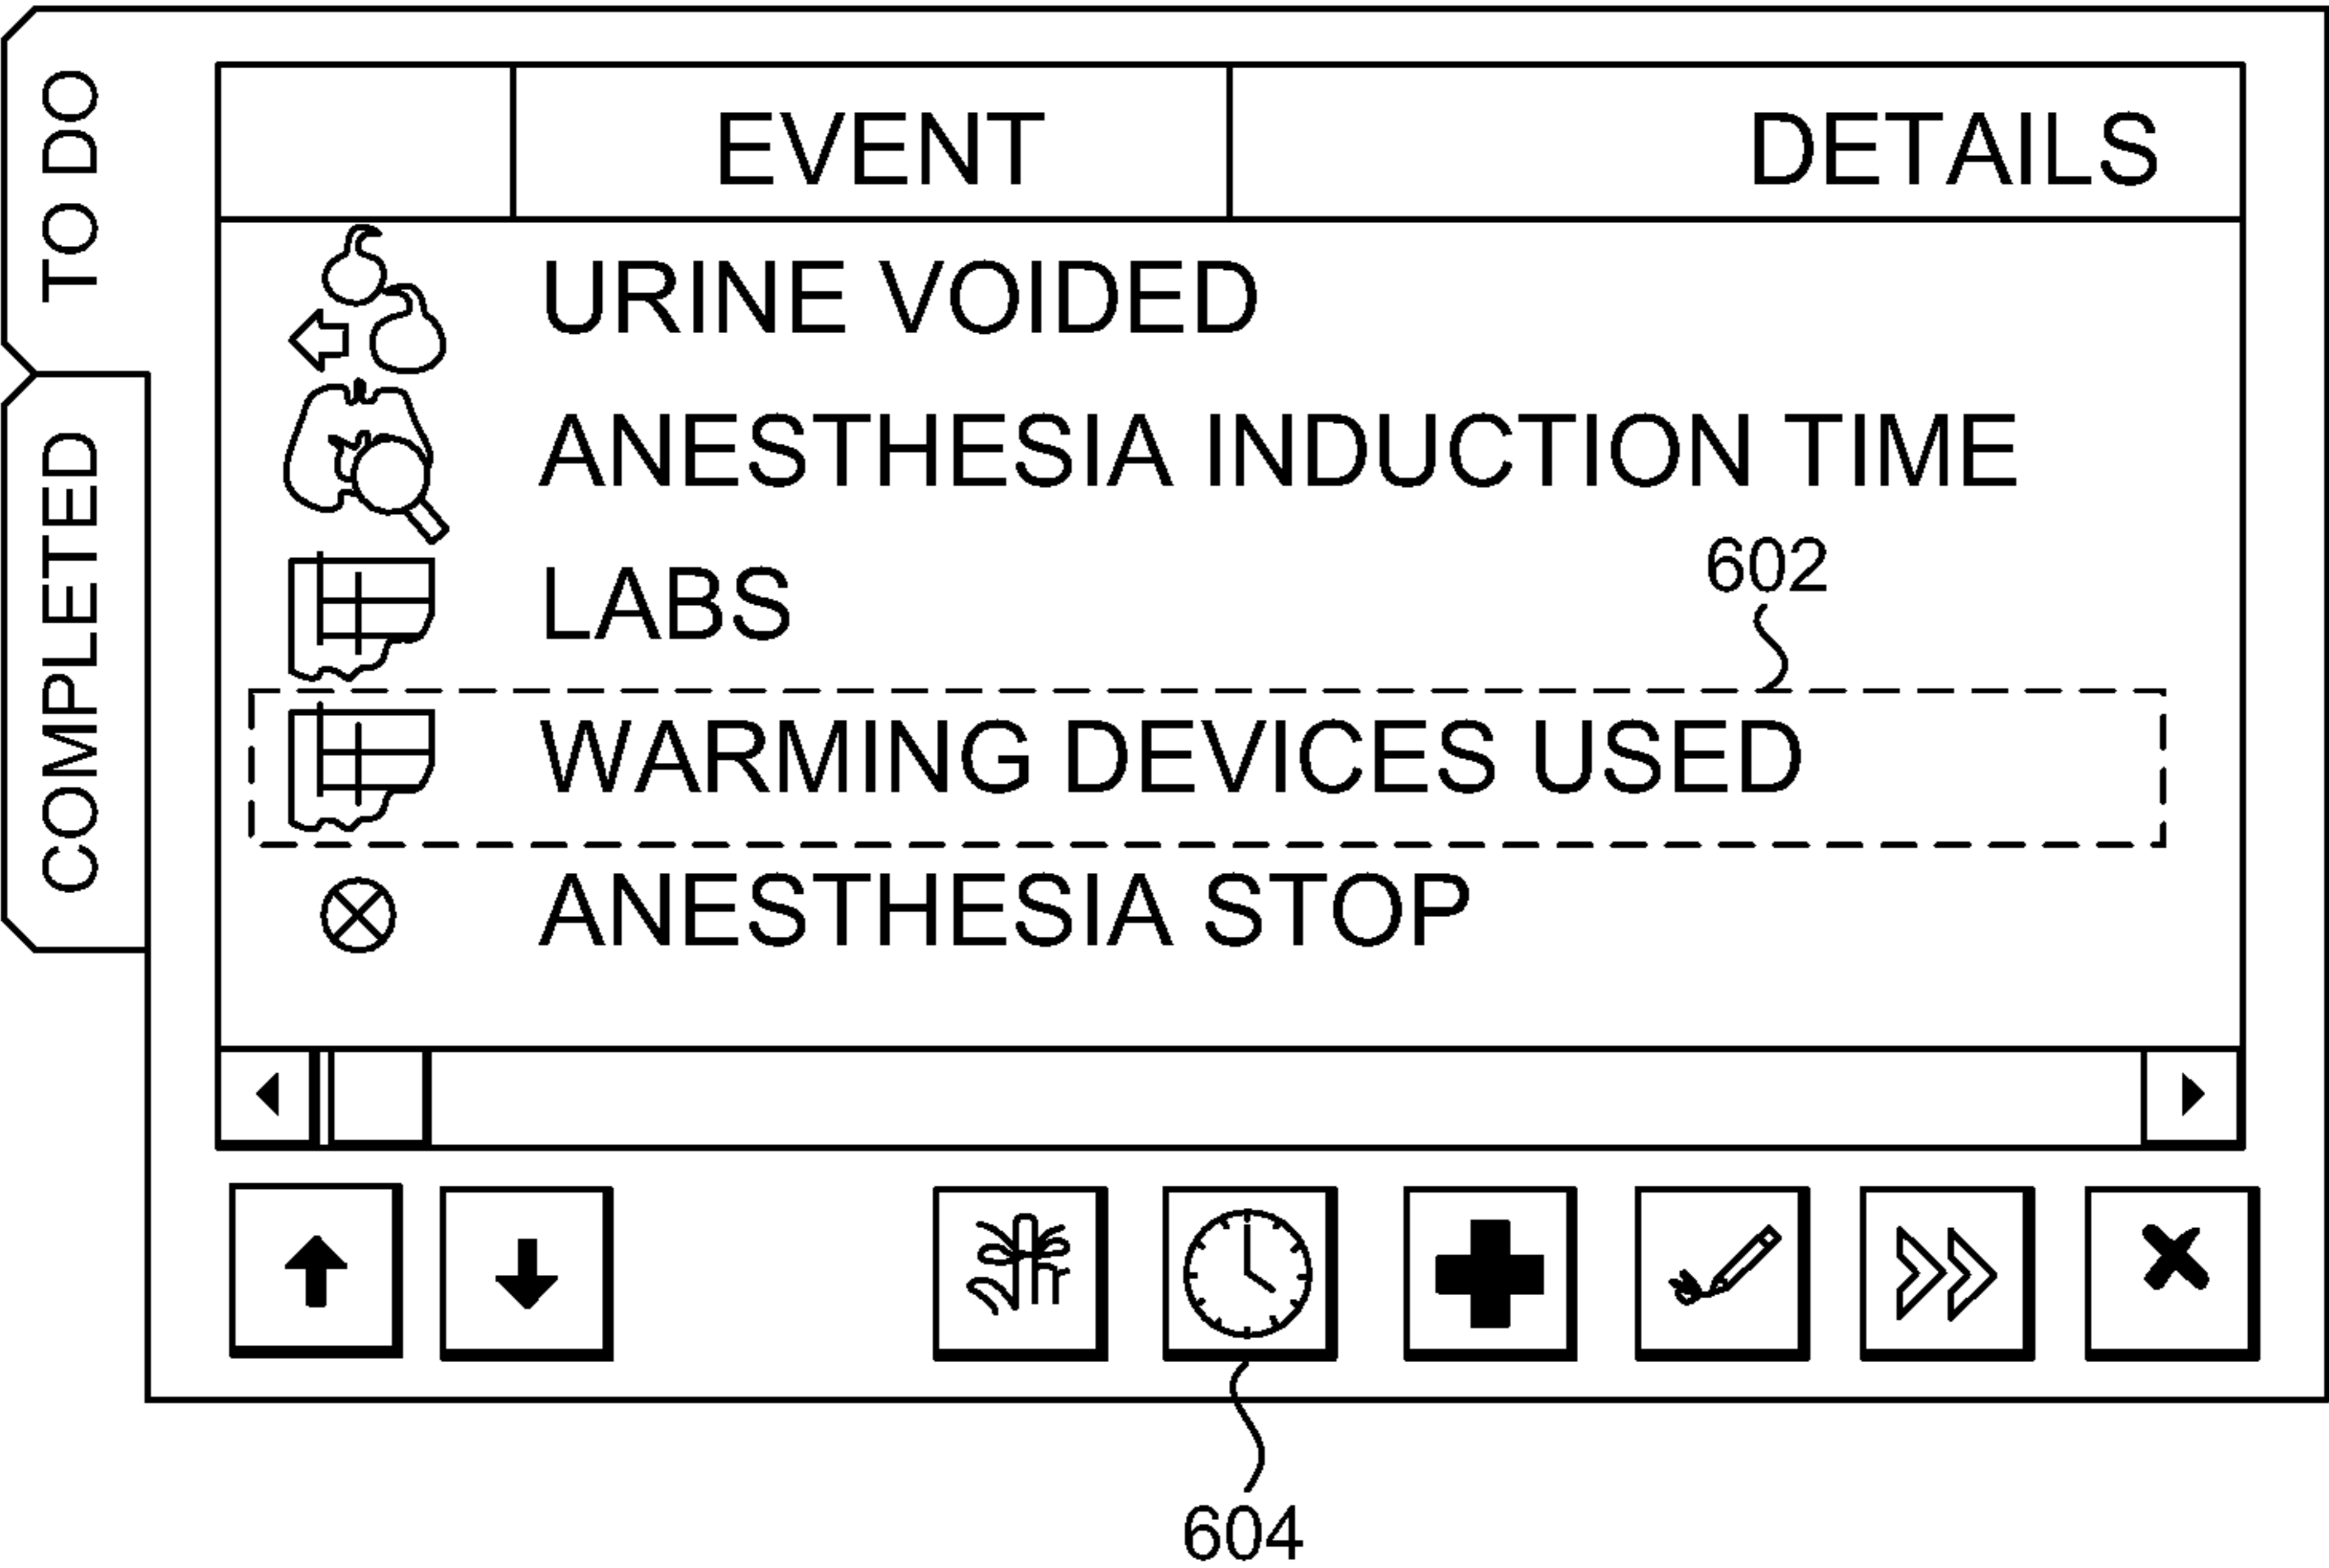 TO DO
COMPLETED
EVENT DETAILS
URINE VOIDED
ANESTHESIA INDUCTION TIME
LABS
602
WARMING DEVICES USED
ANESTHESIA STOP
604